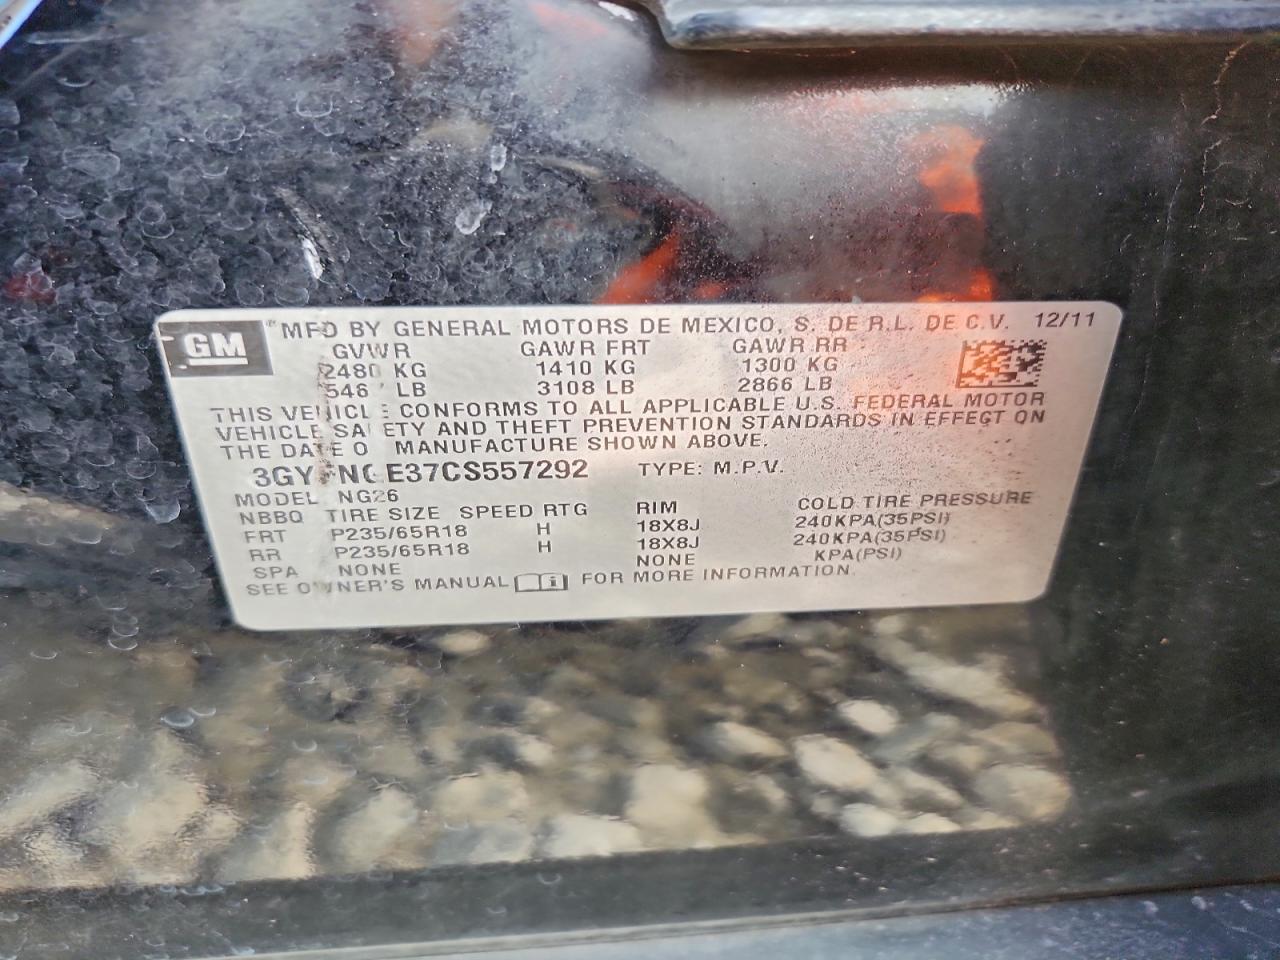 GM MFD BY GENERAL MOTORS DE MEXICO, S. DE R.L. DE C.V. 12/11
GVWR GAWR FRT GAWR RR
2480 KG 1410 KG 1300 KG
LB 3108 LB 2866 LB
THIS VEHICLE CONFORMS TO ALL APPLICABLE U.S. FEDERAL MOTOR
VEHICLE SAFETY AND THEFT PREVENTION STANDARDS IN EFFECT ON
THE DATE OF MANUFACTURE SHOWN ABOVE.
TYPE: M.P.V.
MODEL NG26
NBBQ TIRE SIZE SPEED RTG RIM COLD TIRE PRESSURE
FRT P235/65R18 H 18X8J 240KPA(35PSI)
RR P235/65R18 H 18X8J 240KPA(35PSI)
SPA NONE NONE KPA(PSI)
SEE OWNER'S MANUAL FOR MORE INFORMATION.